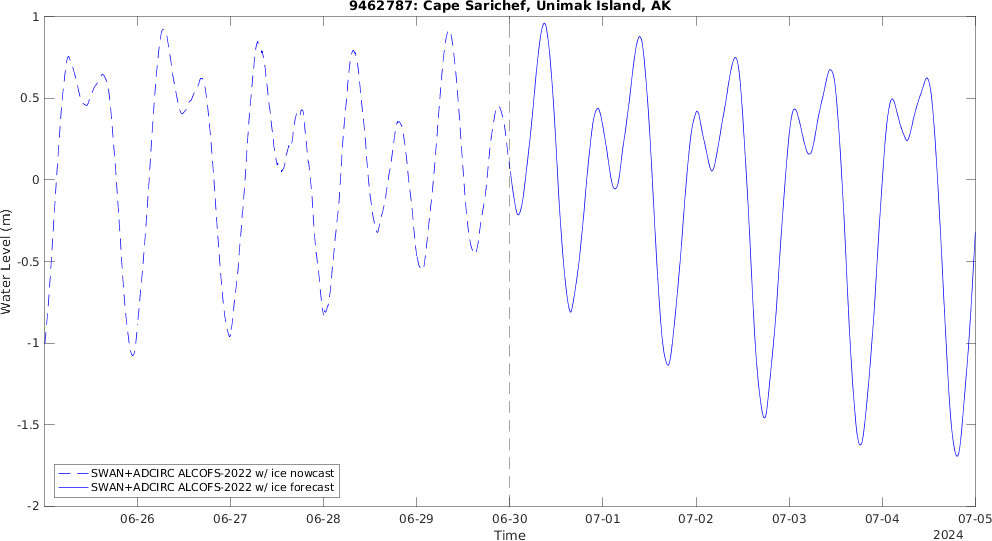 9462787: Cape Sarichef, Unimak Island, AK
1
0.5
0
-0.5
-1
-1.5
-2
Water Level (m)
SWAN+ADCIRC ALCOFS-2022 w/ ice nowcast
SWAN+ADCIRC ALCOFS-2022 w/ ice forecast
06-26 06-27 06-28 06-29 06-30 07-01 07-02 07-03 07-04 07-05
Time
2024